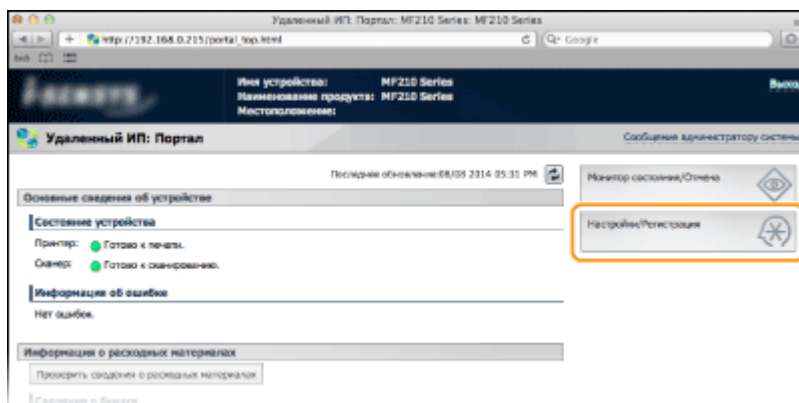 Удаленный ИП: Портал: MF210 Series: MF210 Series
http://192.168.0.215/portal_top.html
Google
Имя устройства: MF210 Series
Наименование продукта: MF210 Series
Местоположение:
Удаленный ИП: Портал
Сообщения администратору системы
Последнее обновление:08/08 2014 05:31 PM
Монитор состояния/Отмена
Основные сведения об устройстве
Состояние устройства
Настройки/Регистрация
Принтер: Готово к печати.
Сканер: Готово к сканированию.
Информация об ошибке
Нет ошибок.
Информация о расходных материалах
Проверить сведения о расходных материалах
Сведения о бумаге